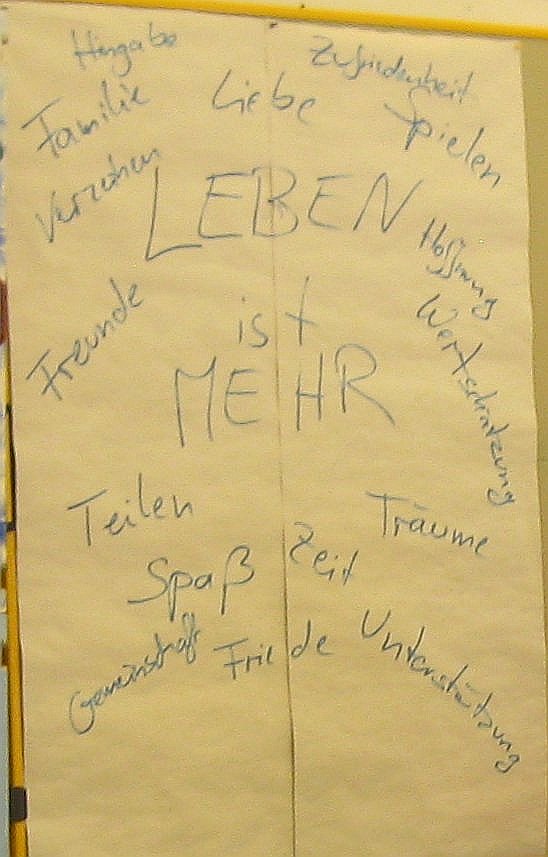 Hingabe
Zufriedenheit
Familie
Liebe
Spielen
Verzeihen
LEBEN
Hoffnung
Freunde
ist
Wertschätzung
MEHR
Teilen
Träume
Zeit
Spaß
Gemeinschaft
Friede
Unterstützung